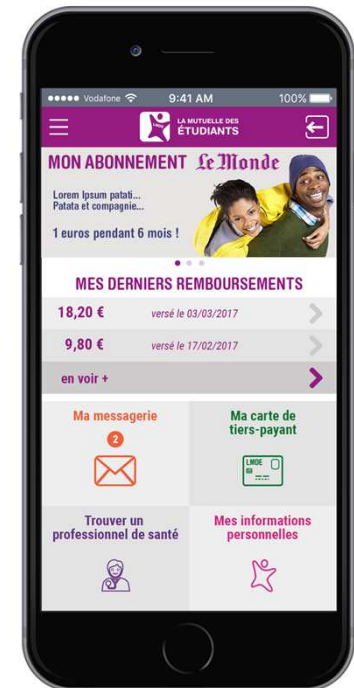 Vodafone 9:41 AM 100%
LMDE
LA MUTUELLE DES
ÉTUDIANTS
MON ABONNEMENT Le Monde
Lorem Ipsum patati...
Patata et compagnie...
1 euros pendant 6 mois !
MES DERNIERS REMBOURSEMENTS
18,20 € versé le 03/03/2017
9,80 € versé le 17/02/2017
en voir +
Ma messagerie
2
Ma carte de
tiers-payant
LMDE
Trouver un
professionnel de santé
Mes informations
personnelles